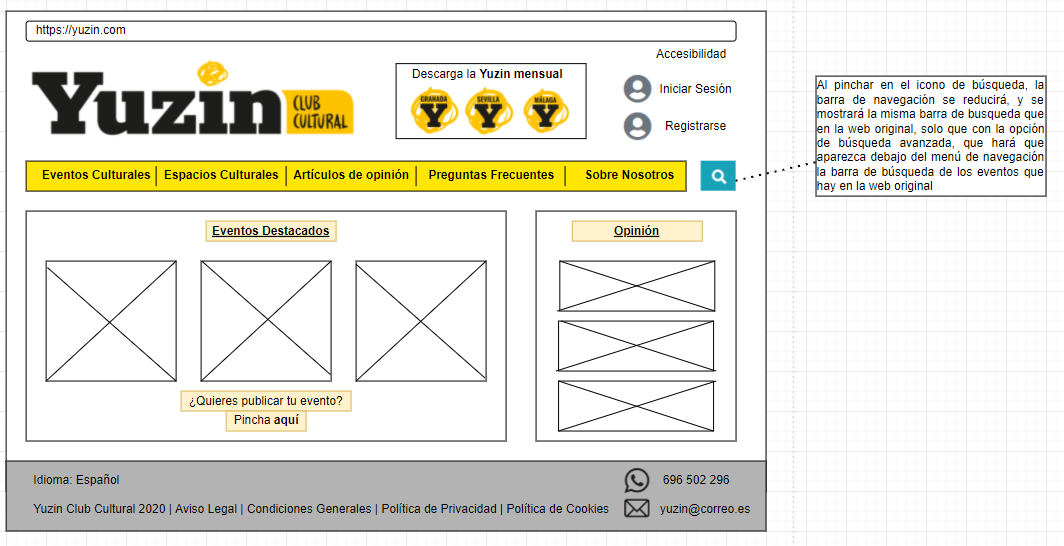 https://yuzin.com
Accesibilidad
Yuzin
CLUB
CULTURAL
Descarga la Yuzin mensual
GRANADA
Y
SEVILLA
Y
MÁLAGA
Y
Iniciar Sesión
Registrarse
Eventos Culturales
Espacios Culturales
Artículos de opinión
Preguntas Frecuentes
Sobre Nosotros
Al pinchar en el icono de búsqueda, la
barra de navegación se reducirá, y se
mostrará la misma barra de busqueda que
en la web original, solo que con la opción
de búsqueda avanzada, que hará que
aparezca debajo del menú de navegación
la barra de búsqueda de los eventos que
hay en la web original
Eventos Destacados
¿Quieres publicar tu evento?
Pincha aquí
Opinión
Idioma: Español
696 502 296
Yuzin Club Cultural 2020 | Aviso Legal | Condiciones Generales | Política de Privacidad | Política de Cookies
yuzin@correo.es